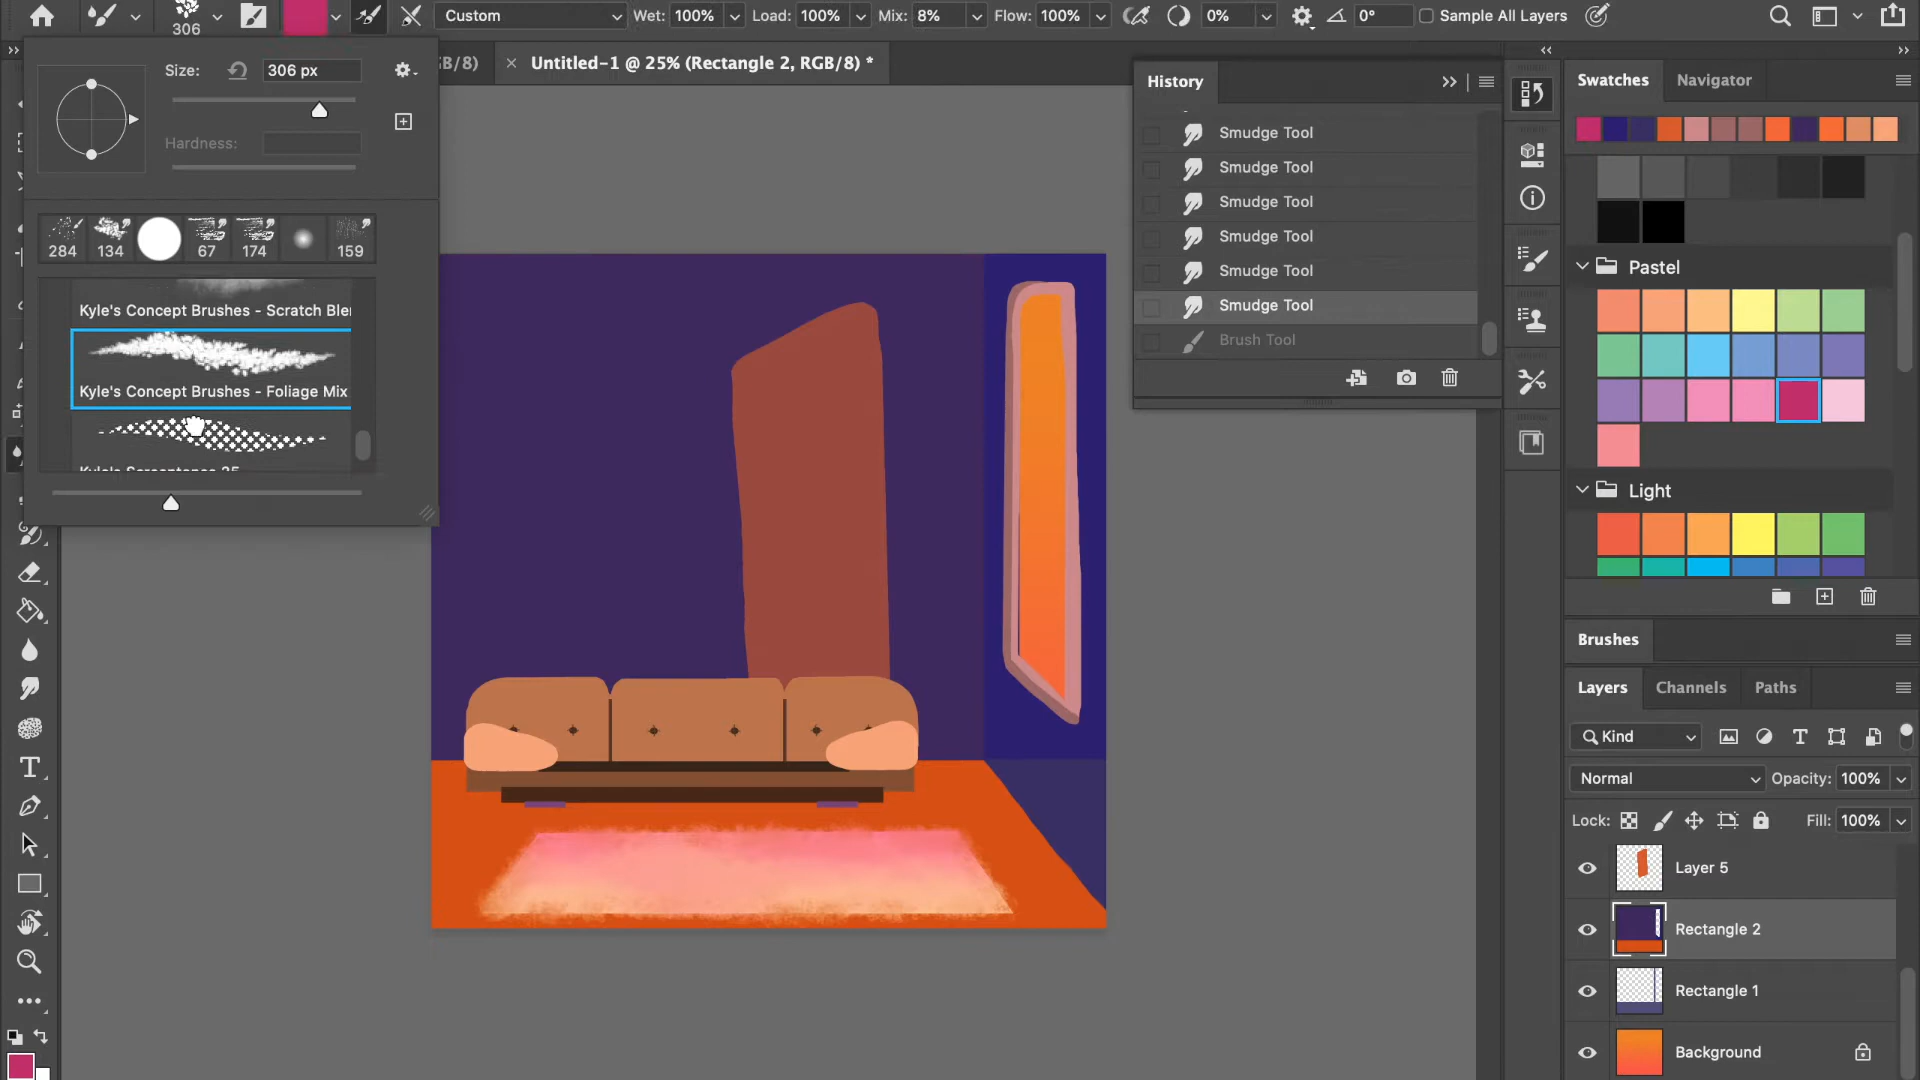 306
Custom
Wet: 100%
Load: 100%
Mix: 8%
Flow: 100%
0%
0°
Sample All Layers
GB/8)
× Untitled-1 @ 25% (Rectangle 2, RGB/8) *
Size:
306 px
Hardness:
284
134
67
174
159
Kyle's Concept Brushes - Scratch Ble
Kyle's Concept Brushes - Foliage Mix
Kyle's Screentones 35
History
Smudge Tool
Smudge Tool
Smudge Tool
Smudge Tool
Smudge Tool
Smudge Tool
Brush Tool
Swatches
Navigator
Pastel
Light
Brushes
Layers
Channels
Paths
Kind
Normal
Opacity: 100%
Lock:
Fill: 100%
Layer 5
Rectangle 2
Rectangle 1
Background